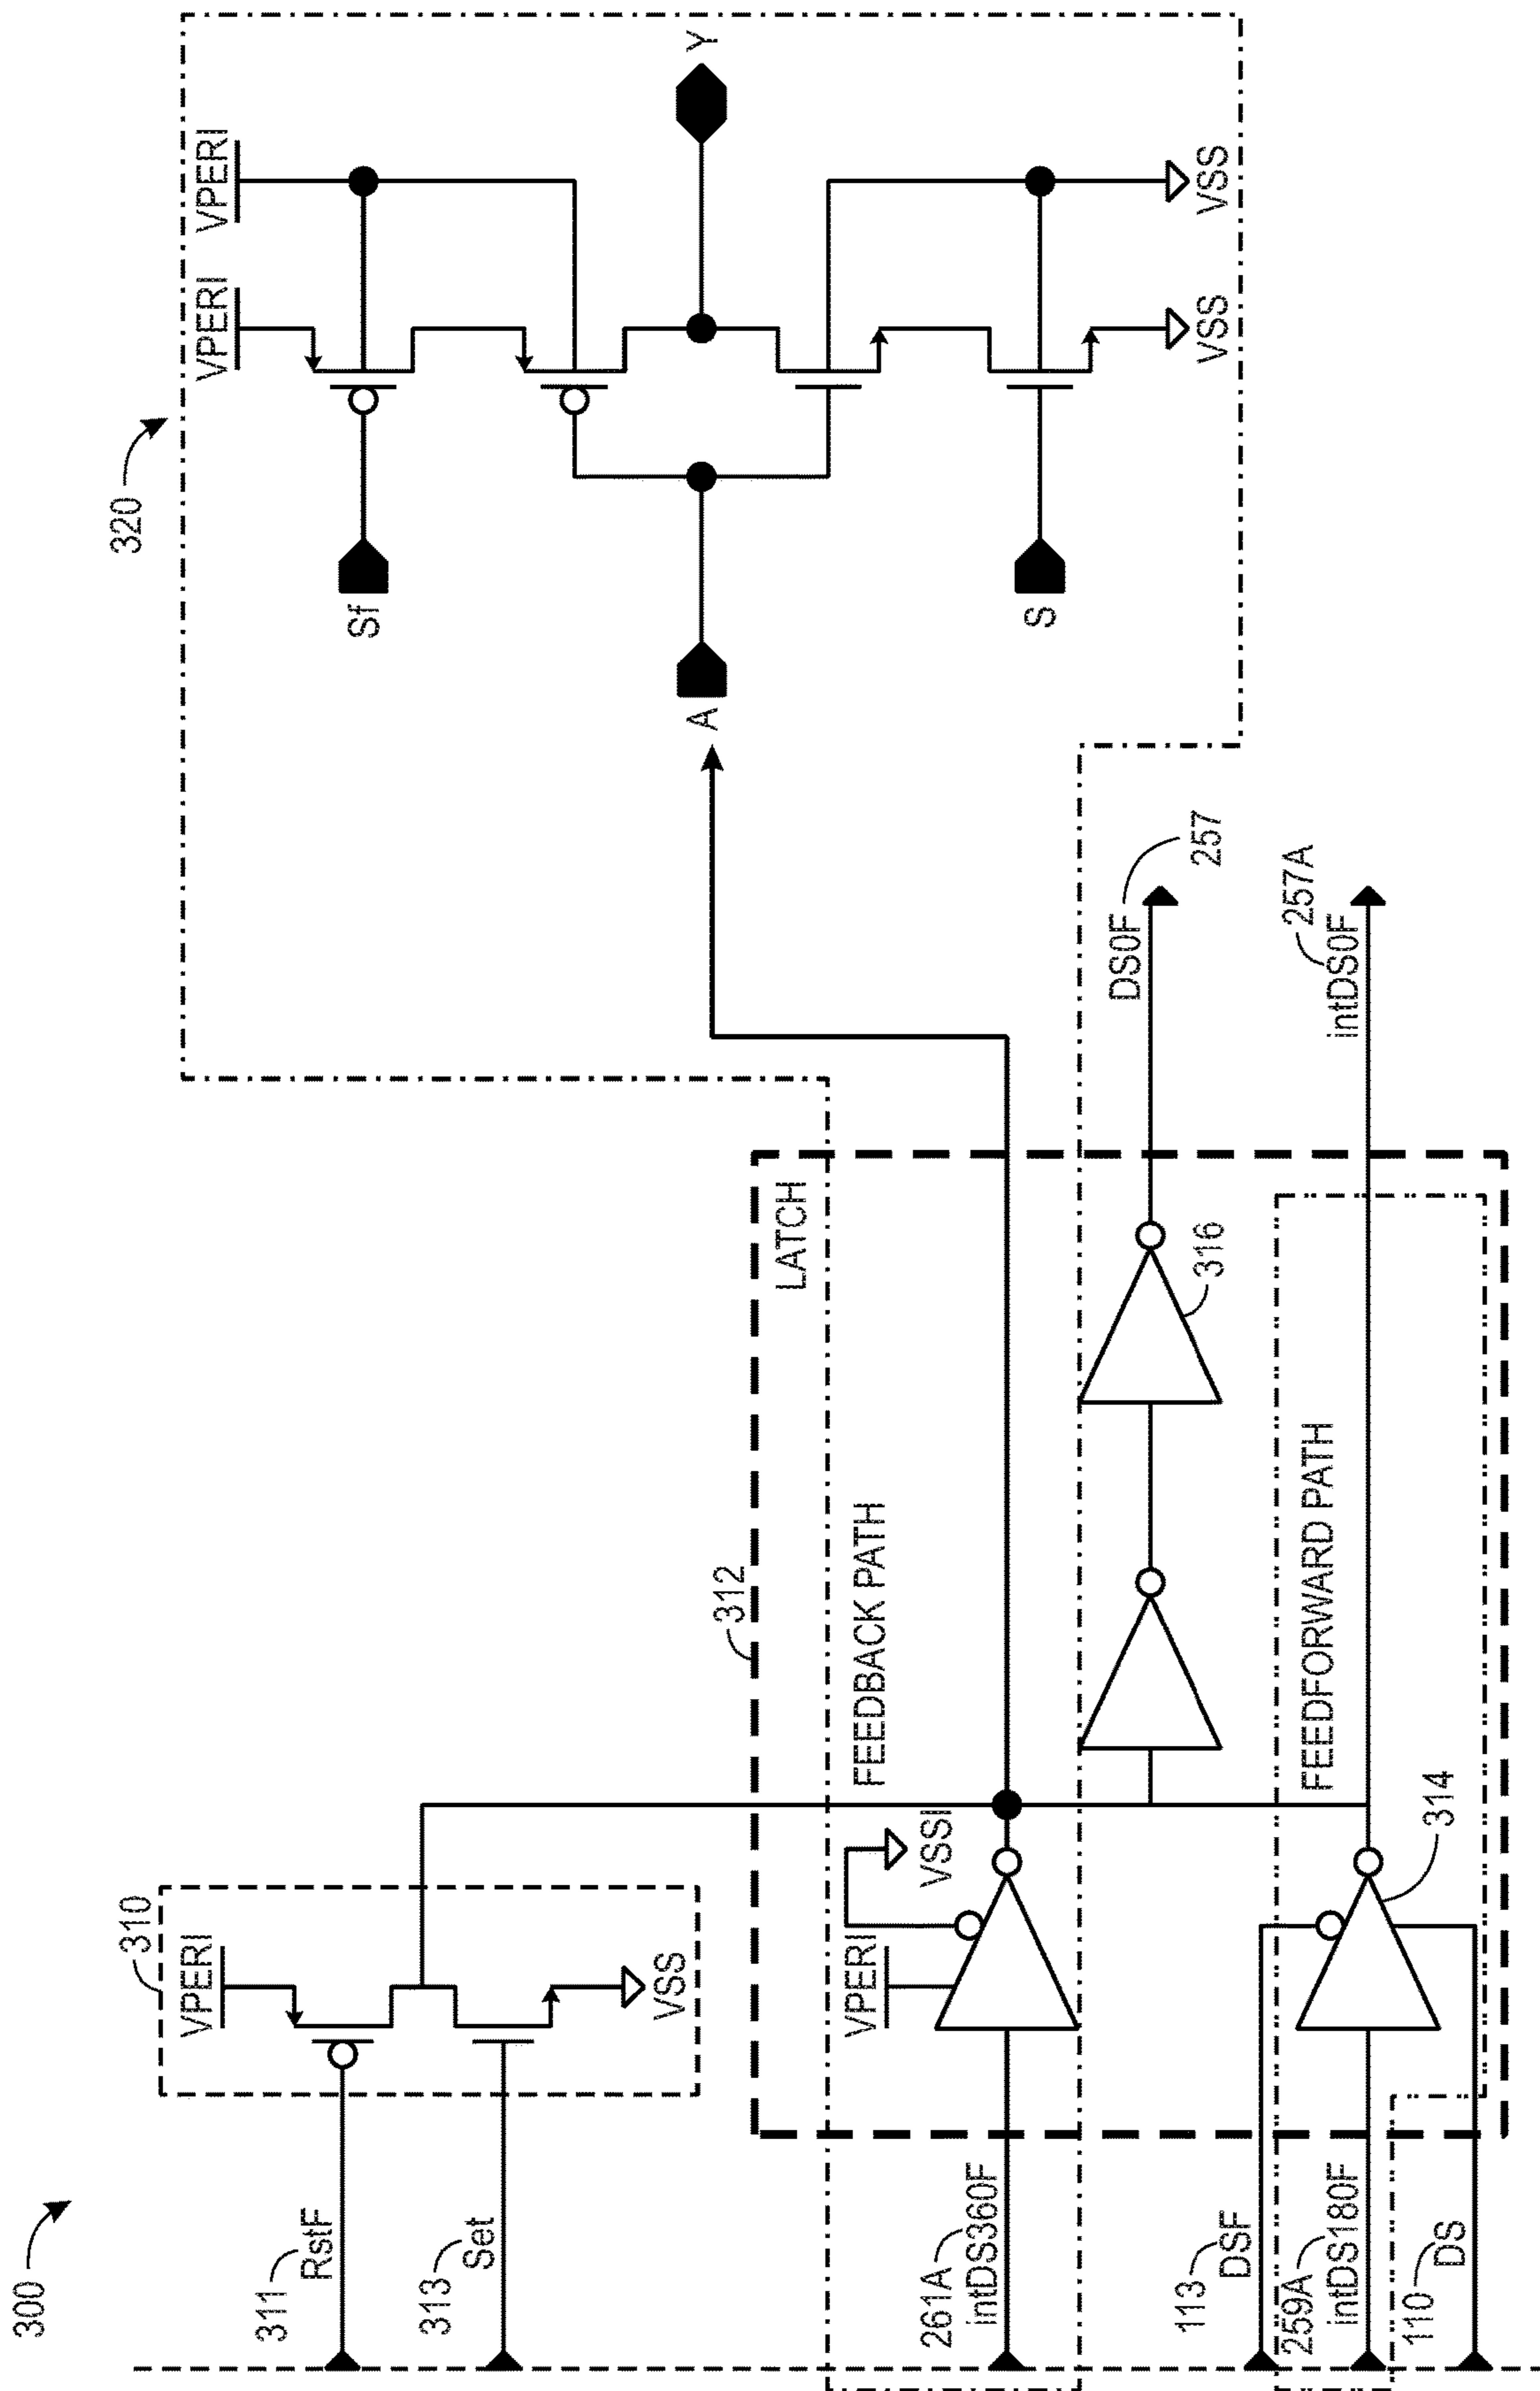 300
311
RstF
313
Set
310
VPERI
VSS
312
LATCH
FEEDBACK PATH
VPERI
VSSI
261A
intDS360F
113
DSF
259A
intDS180F
110
DS
314
FEEDFORWARD PATH
316
DS0F
257
257A
intDS0F
320
VPERI
VPERI
Sf
A
Y
S
VSS
VSS